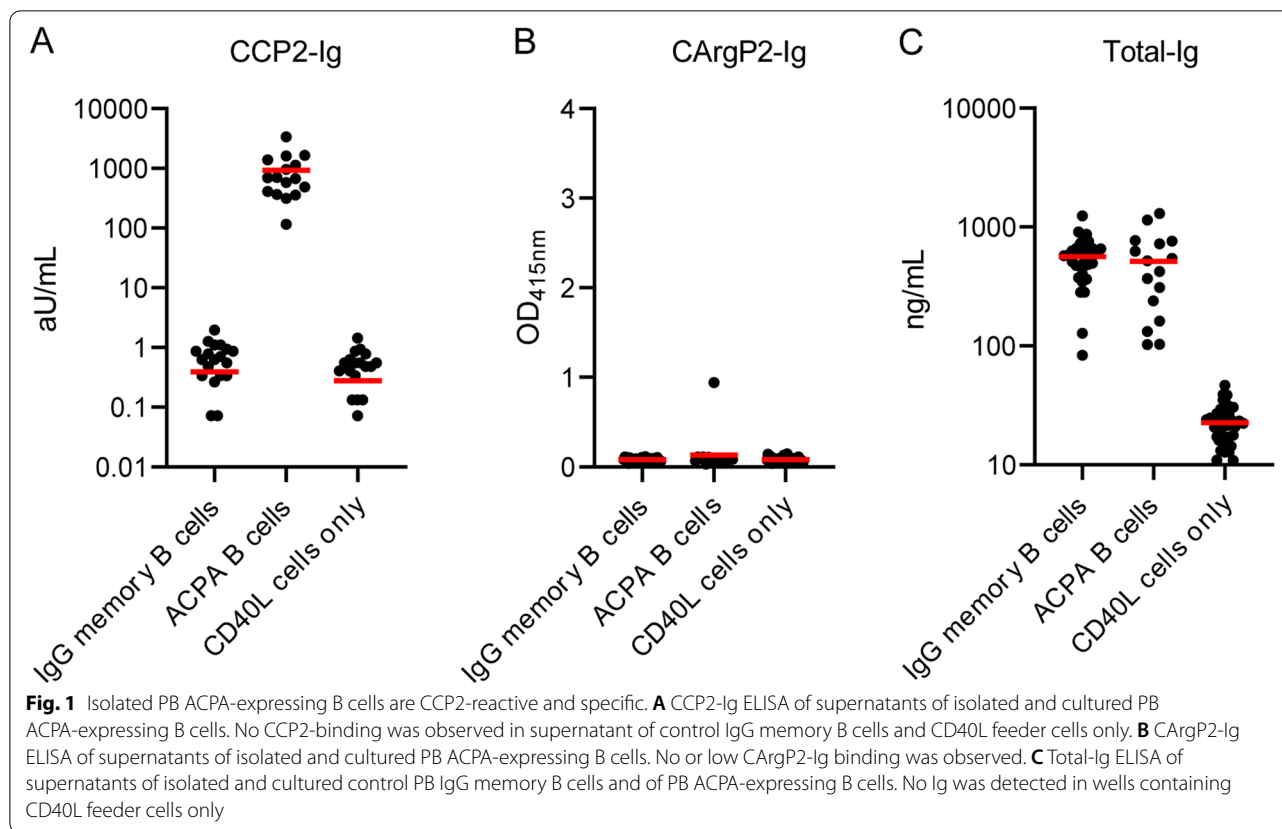 A
CCP2-Ig
10000
1000
100
10
1
0.1
0.01
aU/mL
IgG memory B cells
ACPA B cells
CD40L cells only
B
CArgP2-Ig
4
3
2
1
0
OD415nm
IgG memory B cells
ACPA B cells
CD40L cells only
C
Total-Ig
10000
1000
100
10
ng/mL
IgG memory B cells
ACPA B cells
CD40L cells only
Fig. 1 Isolated PB ACPA-expressing B cells are CCP2-reactive and specific. A CCP2-Ig ELISA of supernatants of isolated and cultured PB
ACPA-expressing B cells. No CCP2-binding was observed in supernatant of control IgG memory B cells and CD40L feeder cells only. B CArgP2-Ig
ELISA of supernatants of isolated and cultured PB ACPA-expressing B cells. No or low CArgP2-Ig binding was observed. C Total-Ig ELISA of
supernatants of isolated and cultured control PB IgG memory B cells and of PB ACPA-expressing B cells. No Ig was detected in wells containing
CD40L feeder cells only